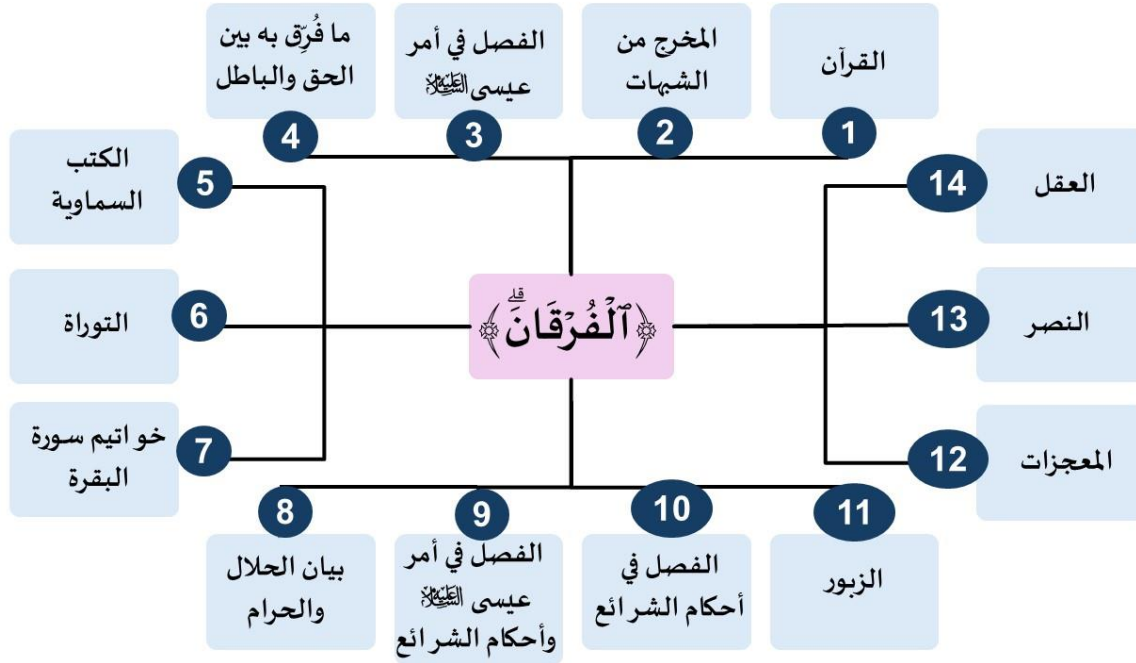 القرآن
1
المخرج من
الشبهات
2
الفصل في أمر
عيسى عليه السلام
3
ما فُرِّق به بين
الحق والباطل
4
الكتب
السماوية
5
التوراة
6
خواتيم سورة
البقرة
7
بيان الحلال
والحرام
8
الفصل في أمر
عيسى عليه السلام
وأحكام الشرائع
9
الفصل في
أحكام الشرائع
10
الزبور
11
المعجزات
12
النصر
13
العقل
14
﴿ٱلۡفُرۡقَانَۗ﴾